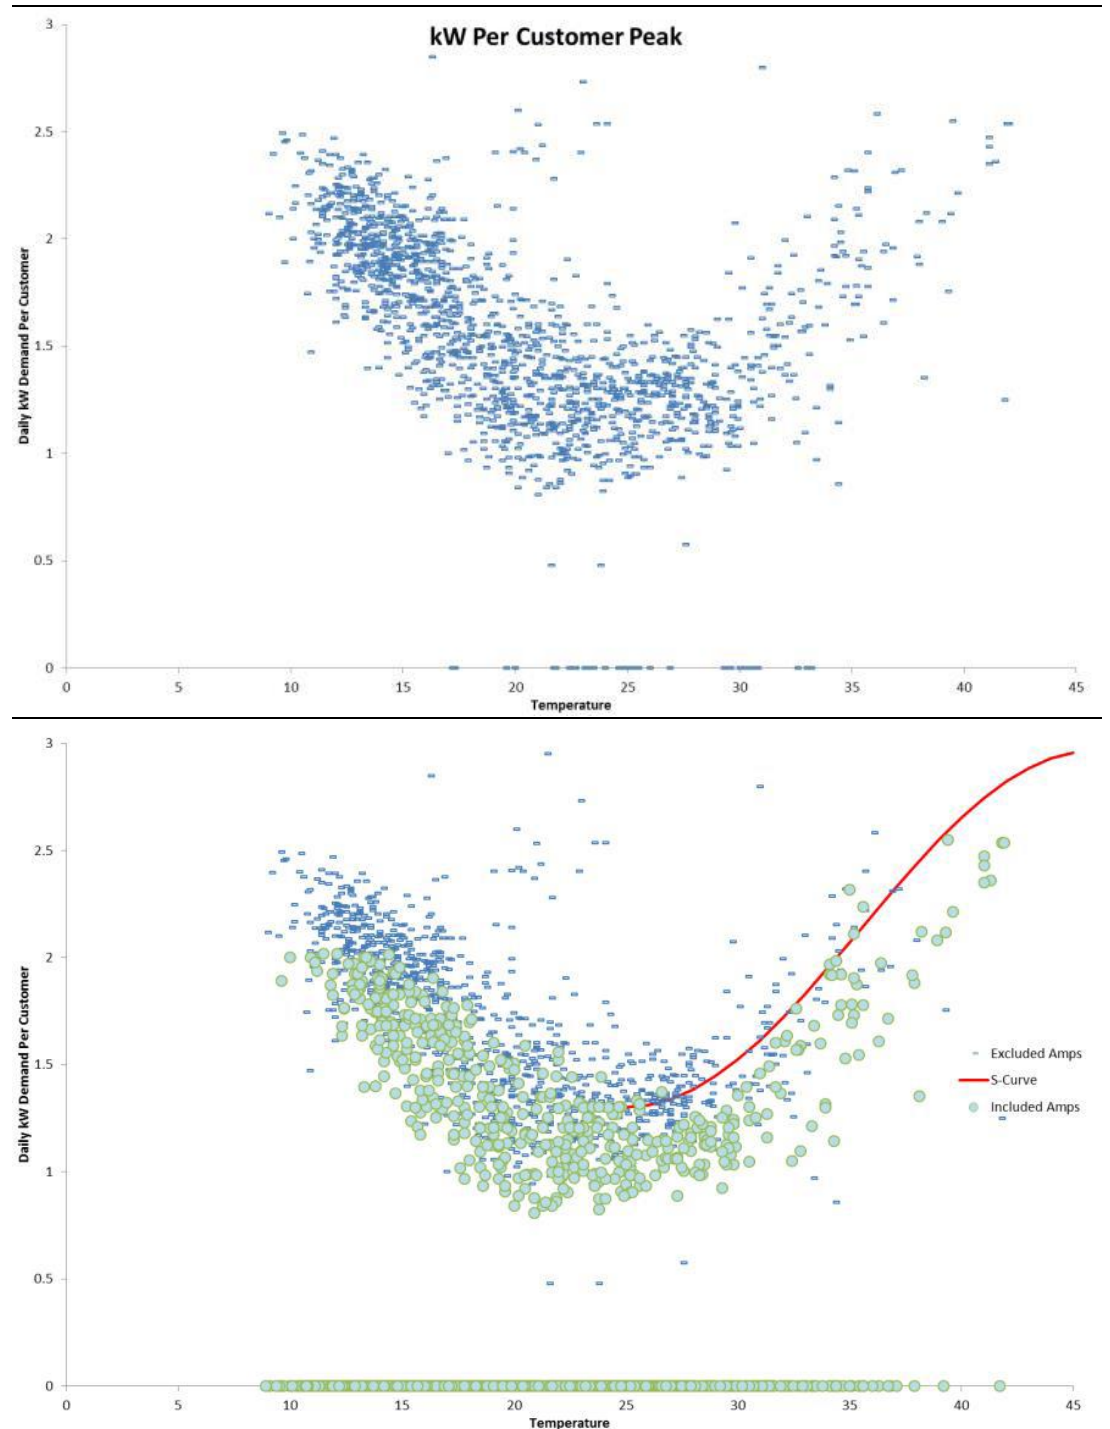 kW Per Customer Peak
3
2.5
2
1.5
1
0.5
0
Daily kW Demand Per Customer
0 5 10 15 20 25 30 35 40 45
Temperature
3
2.5
2
1.5
1
0.5
0
Daily kW Demand Per Customer
Excluded Amps
S-Curve
Included Amps
0 5 10 15 20 25 30 35 40 45
Temperature